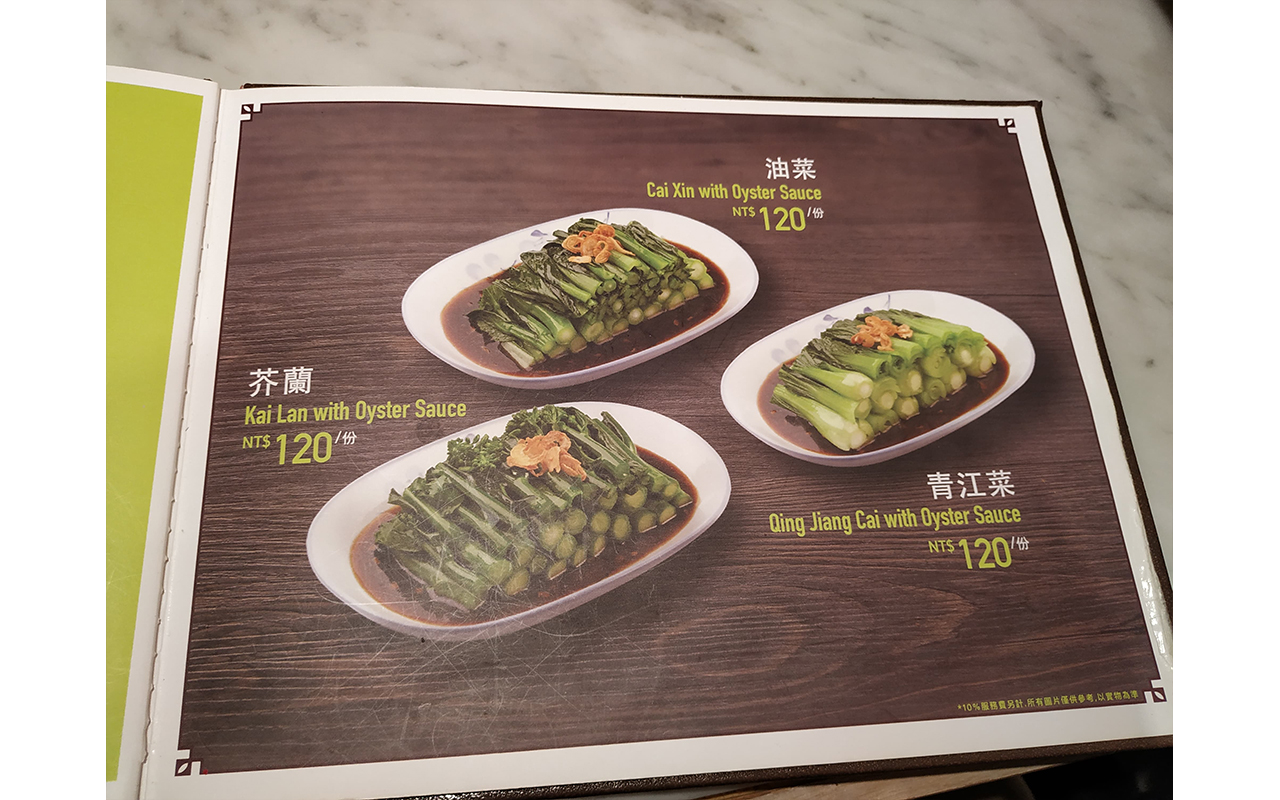 油菜
Cai Xin with Oyster Sauce
NT$120/份
芥蘭
Kai Lan with Oyster Sauce
NT$120/份
青江菜
Qing Jiang Cai with Oyster Sauce
NT$120/份
*10%服務費另計,所有圖片僅供參考,以實物為準